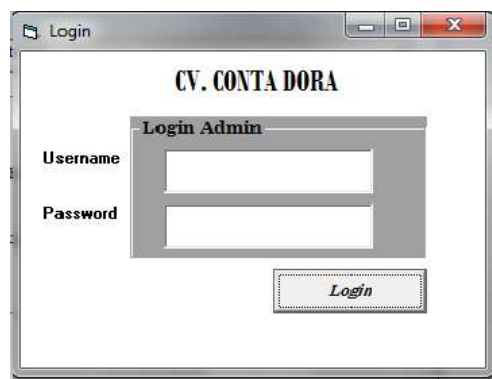 Login
CV. CONTA DORA
Login Admin
Username
Password
Login